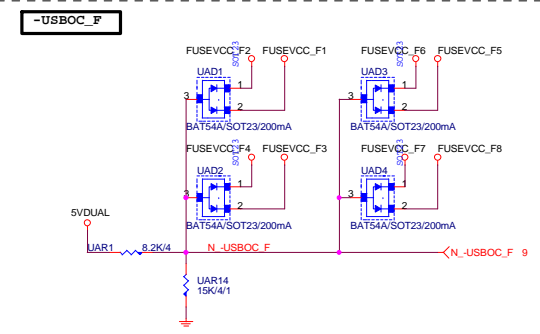 -USBOC_F
FUSEVCC_F2 FUSEVCC_F1
SOT23
UAD1
3
1
2
BAT54A/SOT23/200mA
FUSEVCC_F6 FUSEVCC_F5
SOT23
UAD3
3
1
2
BAT54A/SOT23/200mA
FUSEVCC_F4 FUSEVCC_F3
SOT23
UAD2
3
1
2
BAT54A/SOT23/200mA
FUSEVCC_F7 FUSEVCC_F8
SOT23
UAD4
3
1
2
BAT54A/SOT23/200mA
5VDUAL
UAR1 8.2K/4
N_-USBOC_F
N_-USBOC_F 9
UAR14
15K/4/1